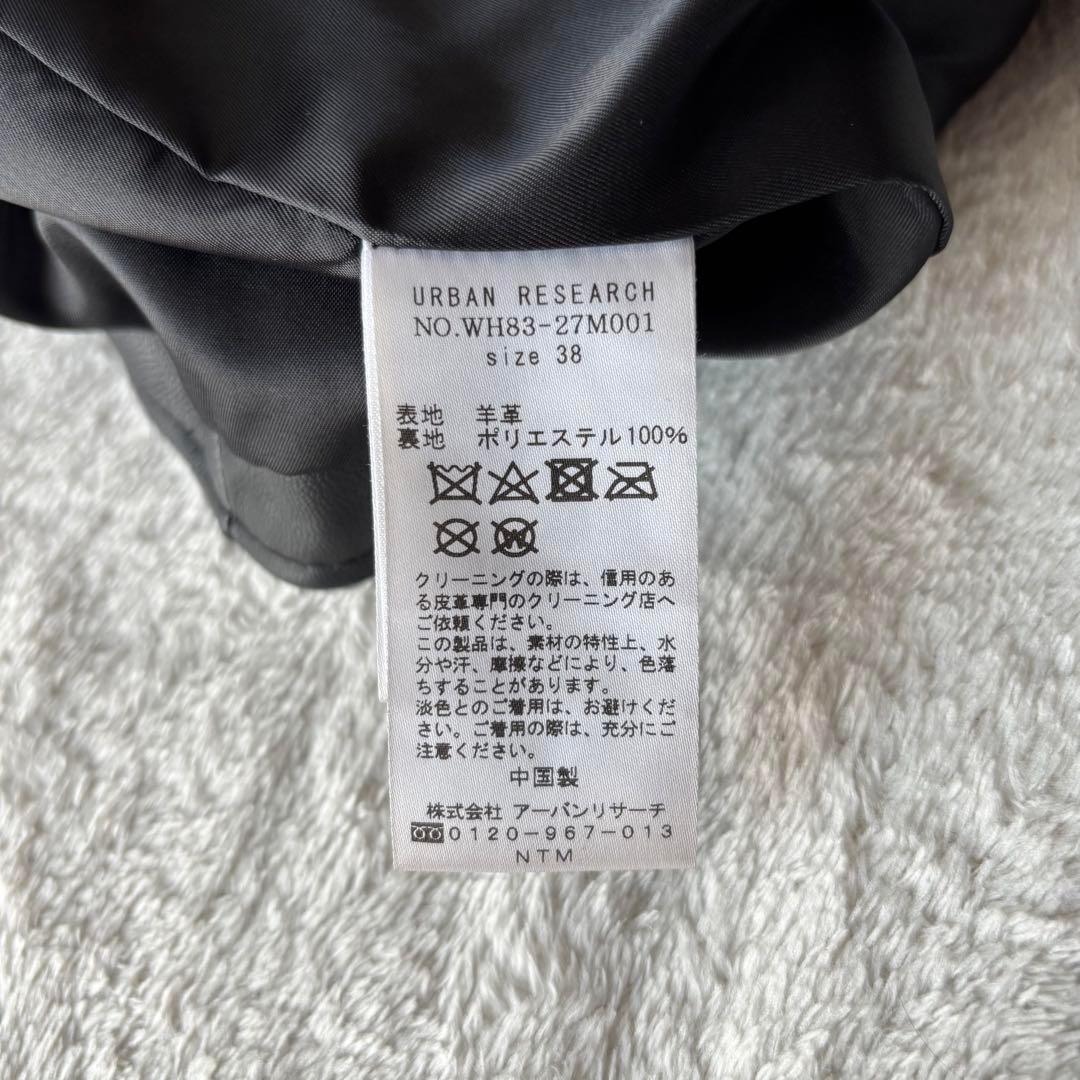 URBAN RESEARCH
NO.WH83-27M001
size 38
表地 羊革
裏地 ポリエステル100%
クリーニングの際は、信用のあ
る皮革専門のクリーニング店へ
ご依頼ください。
この製品は、素材の特性上、水
分や汗、摩擦などにより、色落
ちすることがあります。
淡色とのご着用は、お避けくだ
さい。ご着用の際は、充分にご
注意ください。
中国製
株式会社 アーバンリサーチ
0120-967-013
NTM